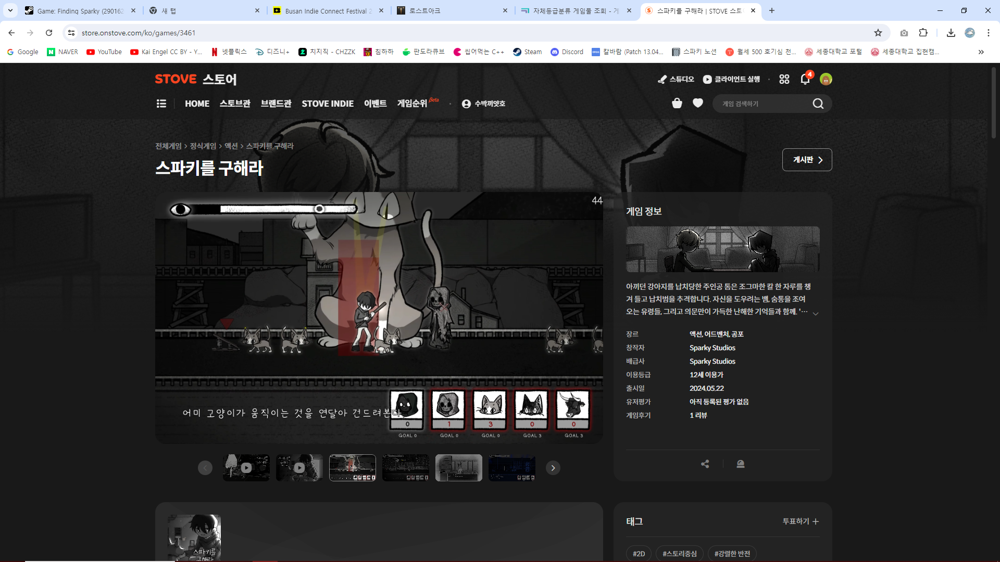 Game: Finding Sparky (290162
새 탭
Busan Indie Connect Festival 2
로스트아크
자체등급분류 게임물 조회 - 게
스파키를 구해라 | STOVE 스토
store.onstove.com/ko/games/3461
Google
NAVER
YouTube
Kai Engel CC BY - Y...
넷플릭스
디즈니+
치지직 - CHZZK
침하하
판도라큐브
씹어먹는 C++
Steam
Discord
칼바람 (Patch 13.04...
스파키 노션
월세 500 호기심 천...
세종대학교 포털
세종대학교 집현캠...
STOVE 스토어
스튜디오
클라이언트 실행
4
HOME
스토브관
브랜드관
STOVE INDIE
이벤트
게임순위 Beta
수박끼얏호
게임 검색하기
전체게임 > 정식게임 > 액션 > 스파키를 구해라
스파키를 구해라
게시판
44
어미 고양이가 움직이는 것을 연달아 건드려본다.
0 1 3 0 0
GOAL 0 GOAL 0 GOAL 0 GOAL 3 GOAL 3
게임 정보
아끼던 강아지를 납치당한 주인공 톰은 조그마한 칼 한 자루를 챙
겨 들고 납치범을 추격합니다. 자신을 도우려는 뱀, 숨통을 조여
오는 유령들, 그리고 의문만이 가득한 난해한 기억들과 함께. '…
장르 액션, 어드벤처, 공포
창작자 Sparky Studios
배급사 Sparky Studios
이용등급 12세 이용가
출시일 2024.05.22
유저평가 아직 등록된 평가 없음
게임후기 1 리뷰
스파키를
구해라
태그
투표하기
#2D
#스토리중심
#강렬한 반전